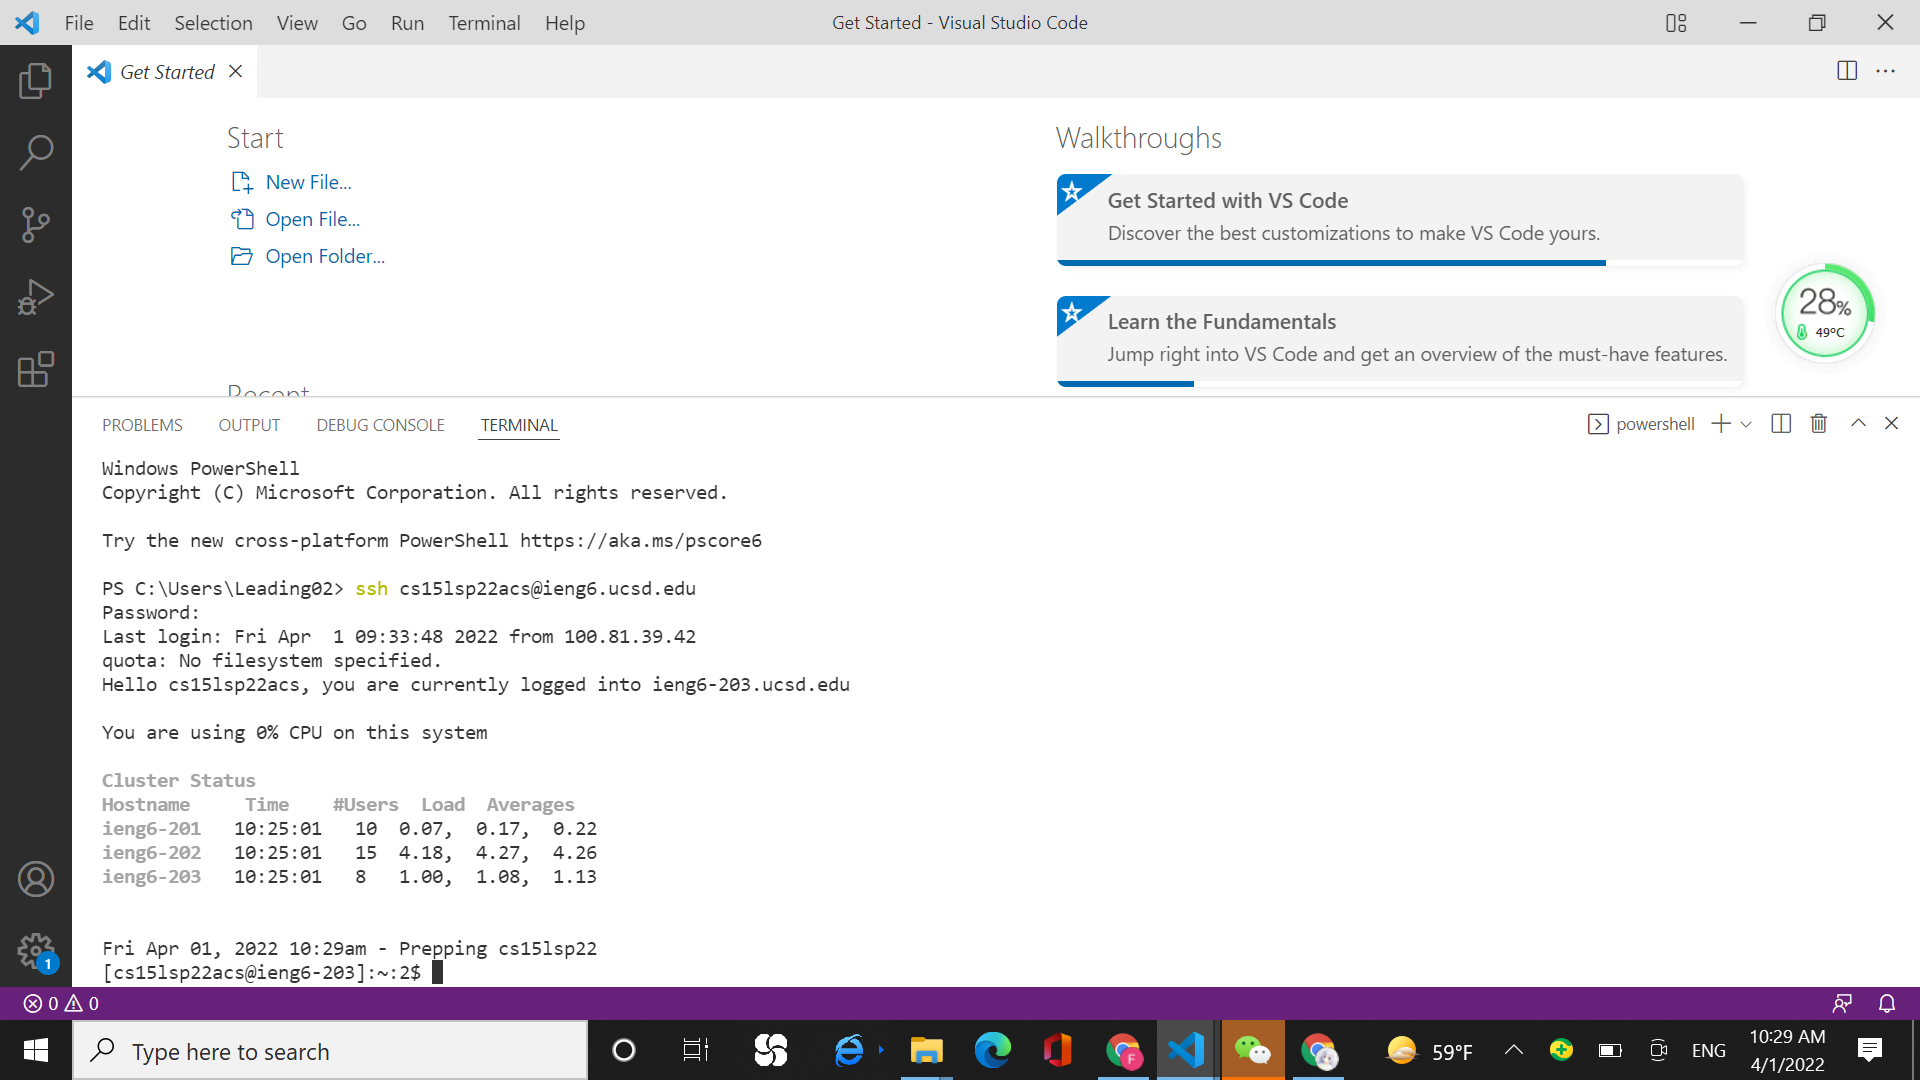 File Edit Selection View Go Run Terminal Help
Get Started - Visual Studio Code
Get Started
Start
New File...
Open File...
Open Folder...
Recent
Walkthroughs
Get Started with VS Code
Discover the best customizations to make VS Code yours.
Learn the Fundamentals
Jump right into VS Code and get an overview of the must-have features.
28%
49°C
PROBLEMS OUTPUT DEBUG CONSOLE TERMINAL
powershell
Windows PowerShell
Copyright (C) Microsoft Corporation. All rights reserved.
Try the new cross-platform PowerShell https://aka.ms/pscore6
PS C:\Users\Leading02> ssh cs15lsp22acs@ieng6.ucsd.edu
Password:
Last login: Fri Apr  1 09:33:48 2022 from 100.81.39.42
quota: No filesystem specified.
Hello cs15lsp22acs, you are currently logged into ieng6-203.ucsd.edu
You are using 0% CPU on this system
Cluster Status
Hostname     Time    #Users  Load  Averages
ieng6-201   10:25:01   10  0.07,  0.17,  0.22
ieng6-202   10:25:01   15  4.18,  4.27,  4.26
ieng6-203   10:25:01   8   1.00,  1.08,  1.13
Fri Apr 01, 2022 10:29am - Prepping cs15lsp22
[cs15lsp22acs@ieng6-203]:~:2$
1
0 0
Type here to search
F
59°F
ENG
10:29 AM
4/1/2022